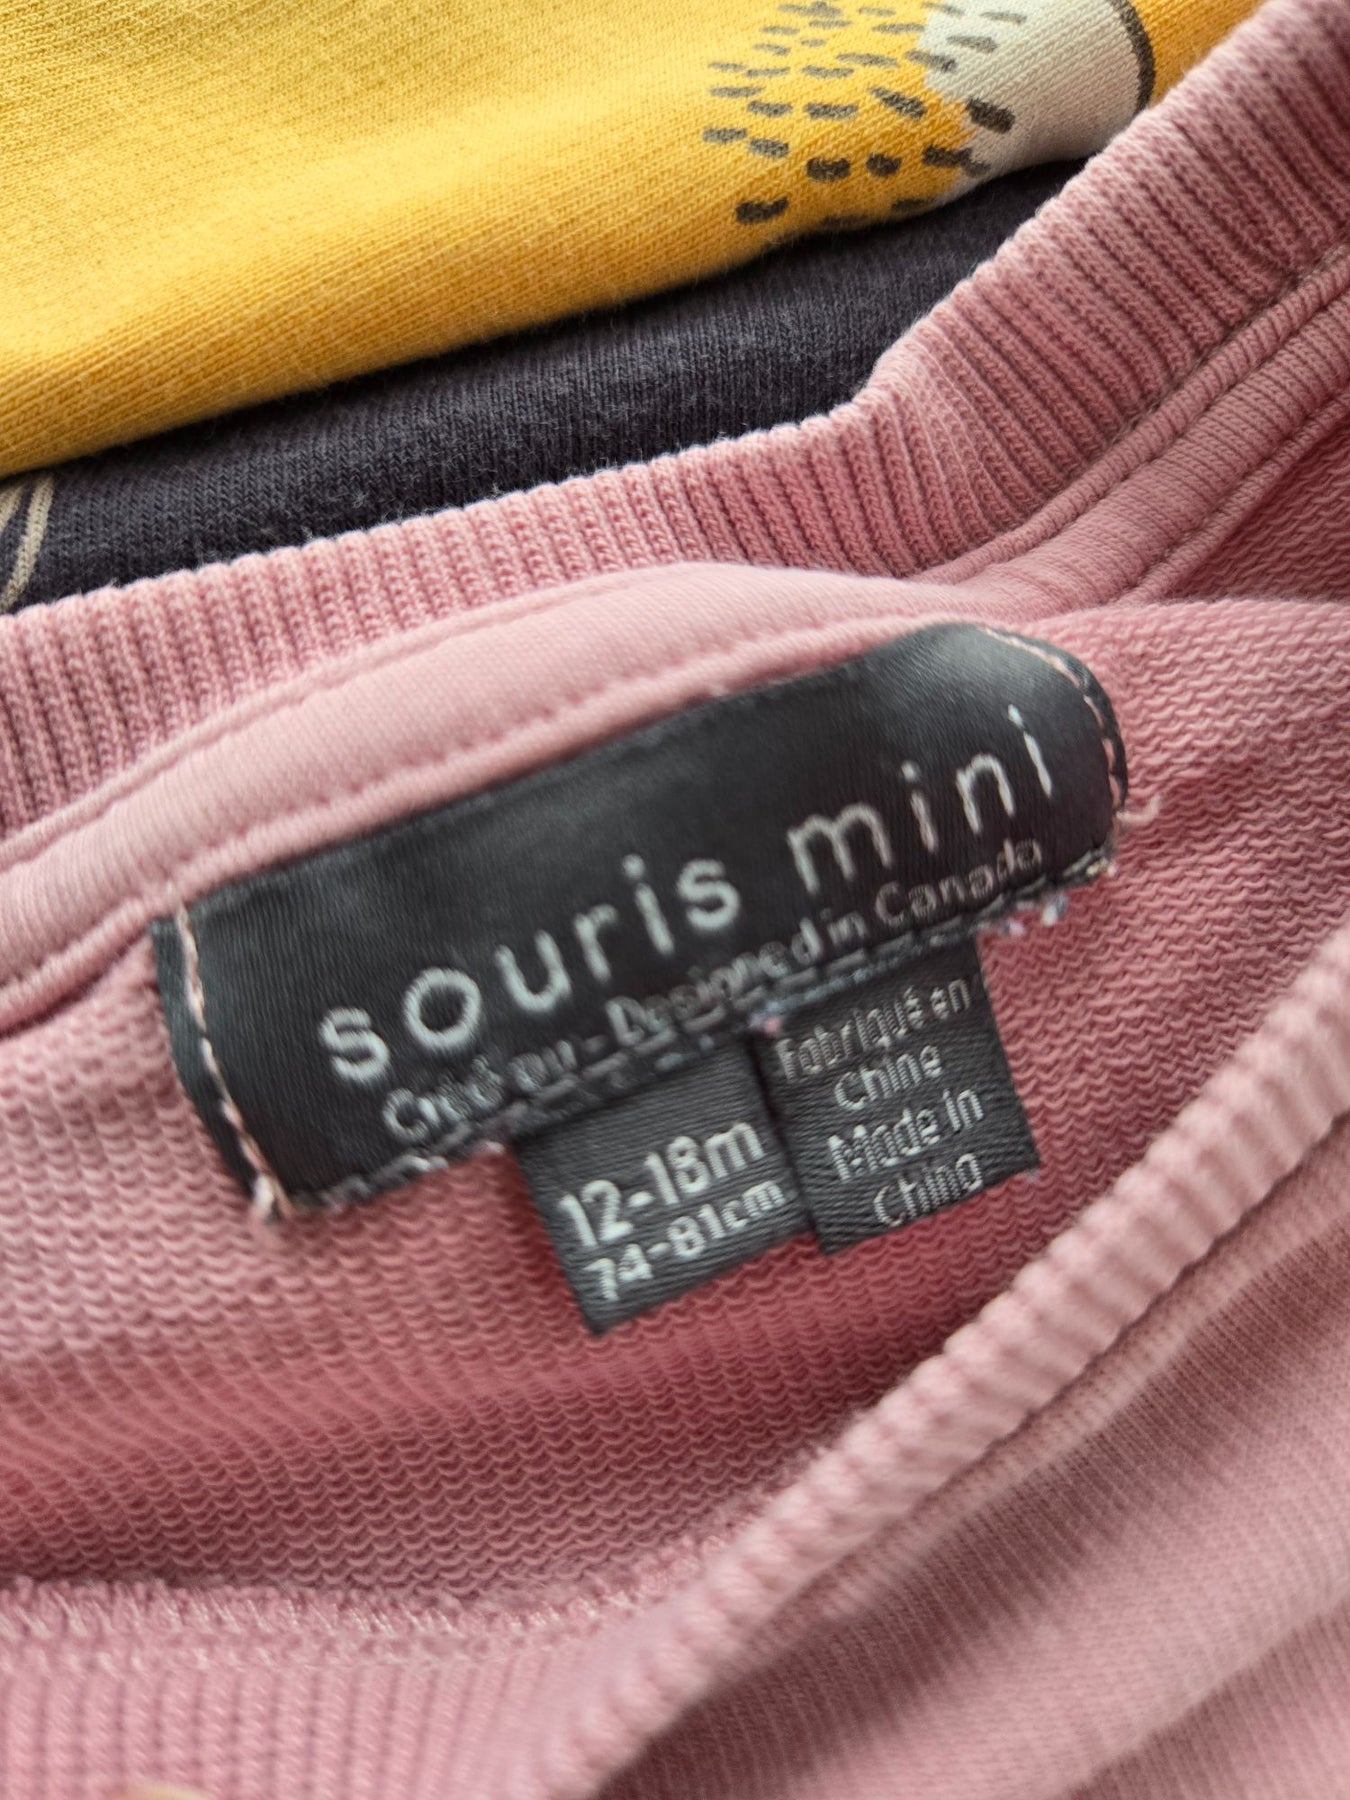 souris mini
Créé au - Designed in Canada
12-18m
74-81cm
Fabriqué en
Chine
Made in
China